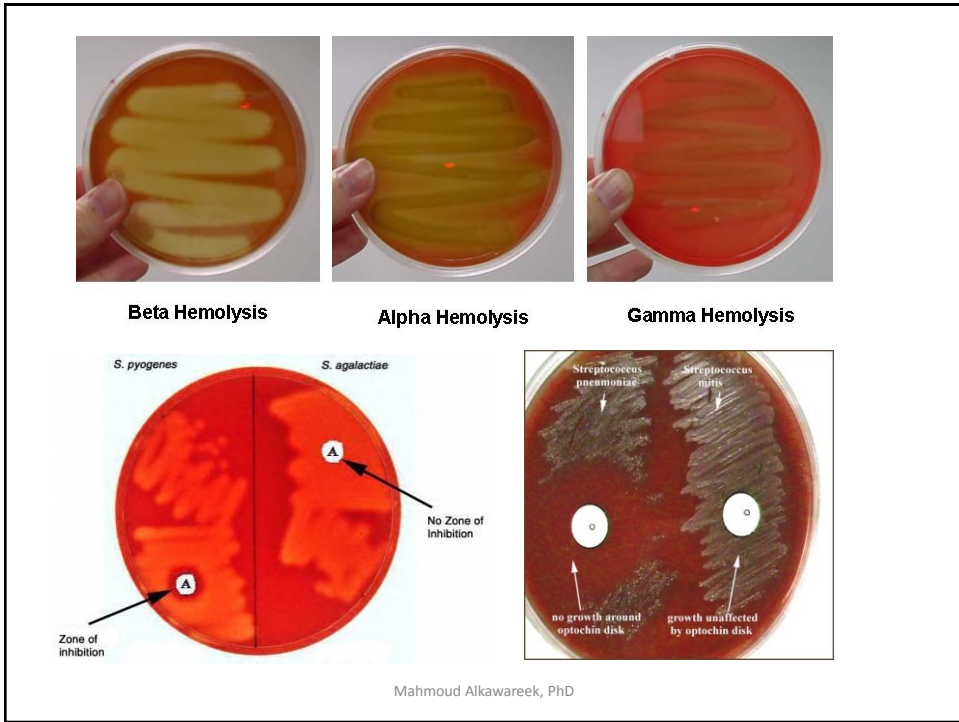 Beta Hemolysis
Alpha Hemolysis
Gamma Hemolysis
S. pyogenes
S. agalactiae
A
No Zone of
Inhibition
A
Zone of
inhibition
Streptococcus
pneumoniae
Streptococcus
mitis
o
o
no growth around
optochin disk
growth unaffected
by optochin disk
Mahmoud Alkawareek, PhD